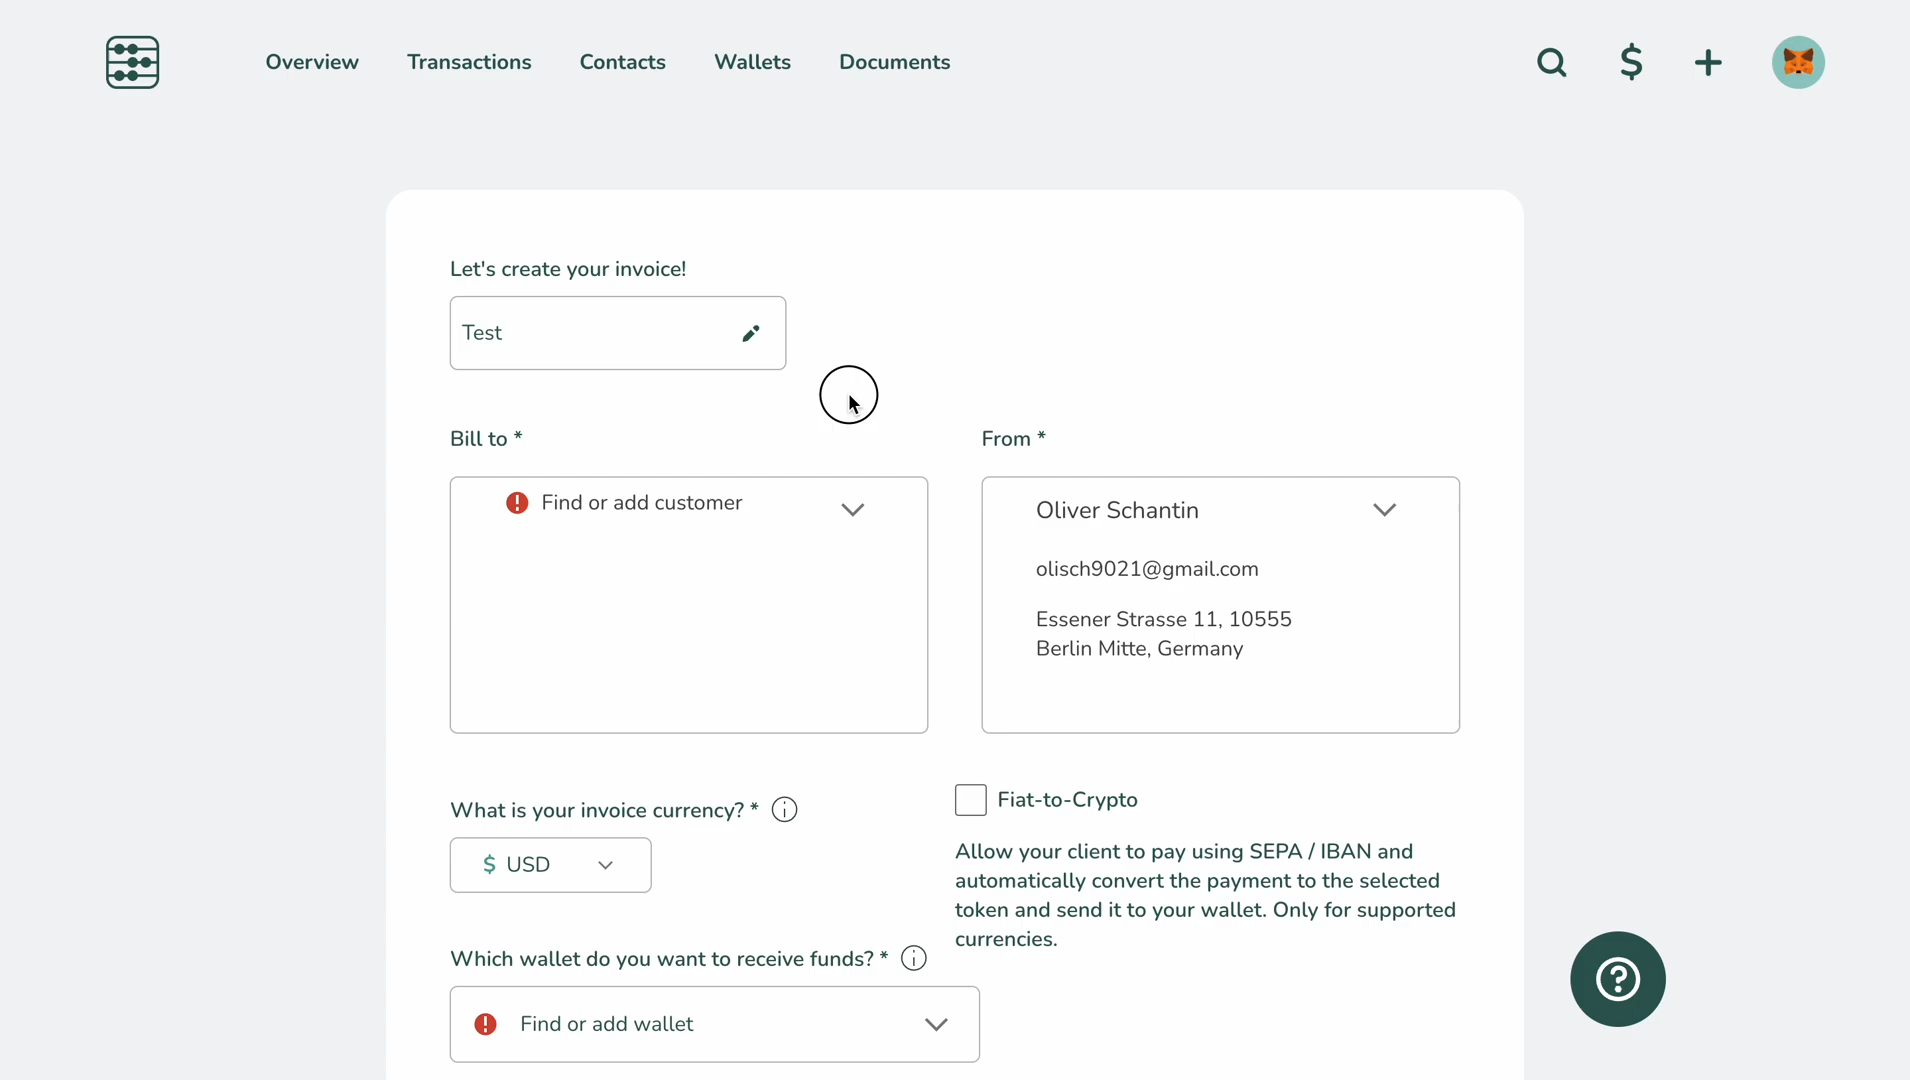 Overview Transactions Contacts Wallets Documents
Let's create your invoice!
Test
Bill to *
Find or add customer
From *
Oliver Schantin
olisch9021@gmail.com
Essener Strasse 11, 10555
Berlin Mitte, Germany
What is your invoice currency? *
$ USD
Fiat-to-Crypto
Allow your client to pay using SEPA / IBAN and
automatically convert the payment to the selected
token and send it to your wallet. Only for supported
currencies.
Which wallet do you want to receive funds? *
Find or add wallet